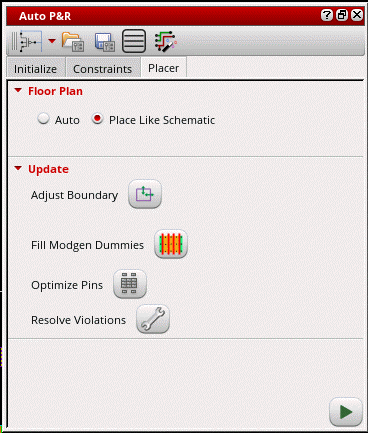 Auto P&R
Initialize Constraints Placer
Floor Plan
Auto Place Like Schematic
Update
Adjust Boundary
Fill Modgen Dummies
Optimize Pins
Resolve Violations